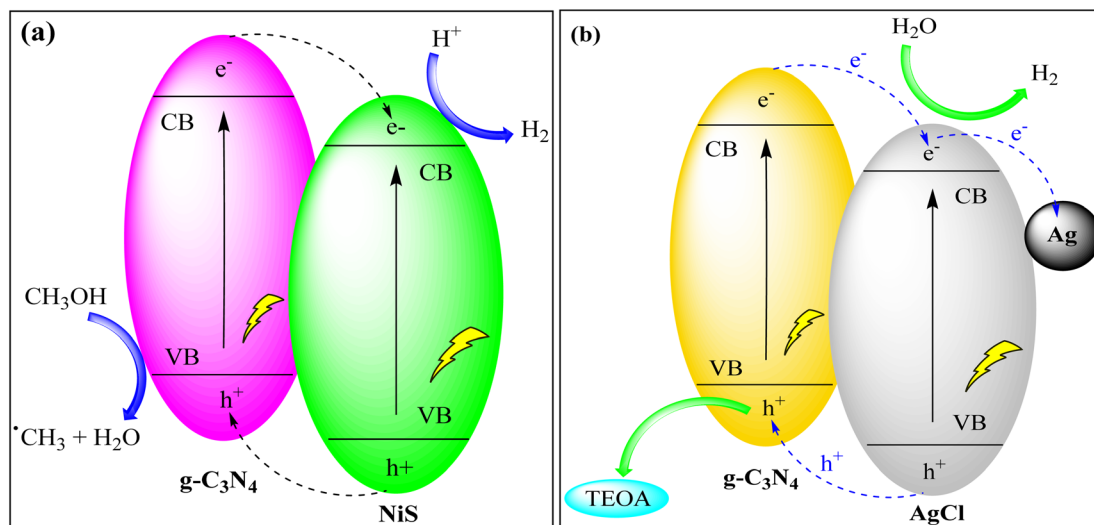 (a)
H⁺
e⁻
CB
e-
H₂
CB
CH₃OH
VB
h⁺
VB
•CH₃ + H₂O
h+
g-C₃N₄
NiS
(b)
H₂O
e⁻
H₂
e⁻
CB
e⁻
e⁻
CB
Ag
VB
h⁺
VB
h⁺
h⁺
TEOA
g-C₃N₄
AgCl